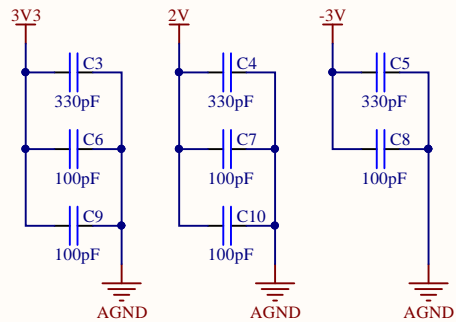 3V3 2V -3V
C3 C4 C5
330pF 330pF 330pF
C6 C7 C8
100pF 100pF 100pF
C9 C10
100pF 100pF
AGND AGND AGND